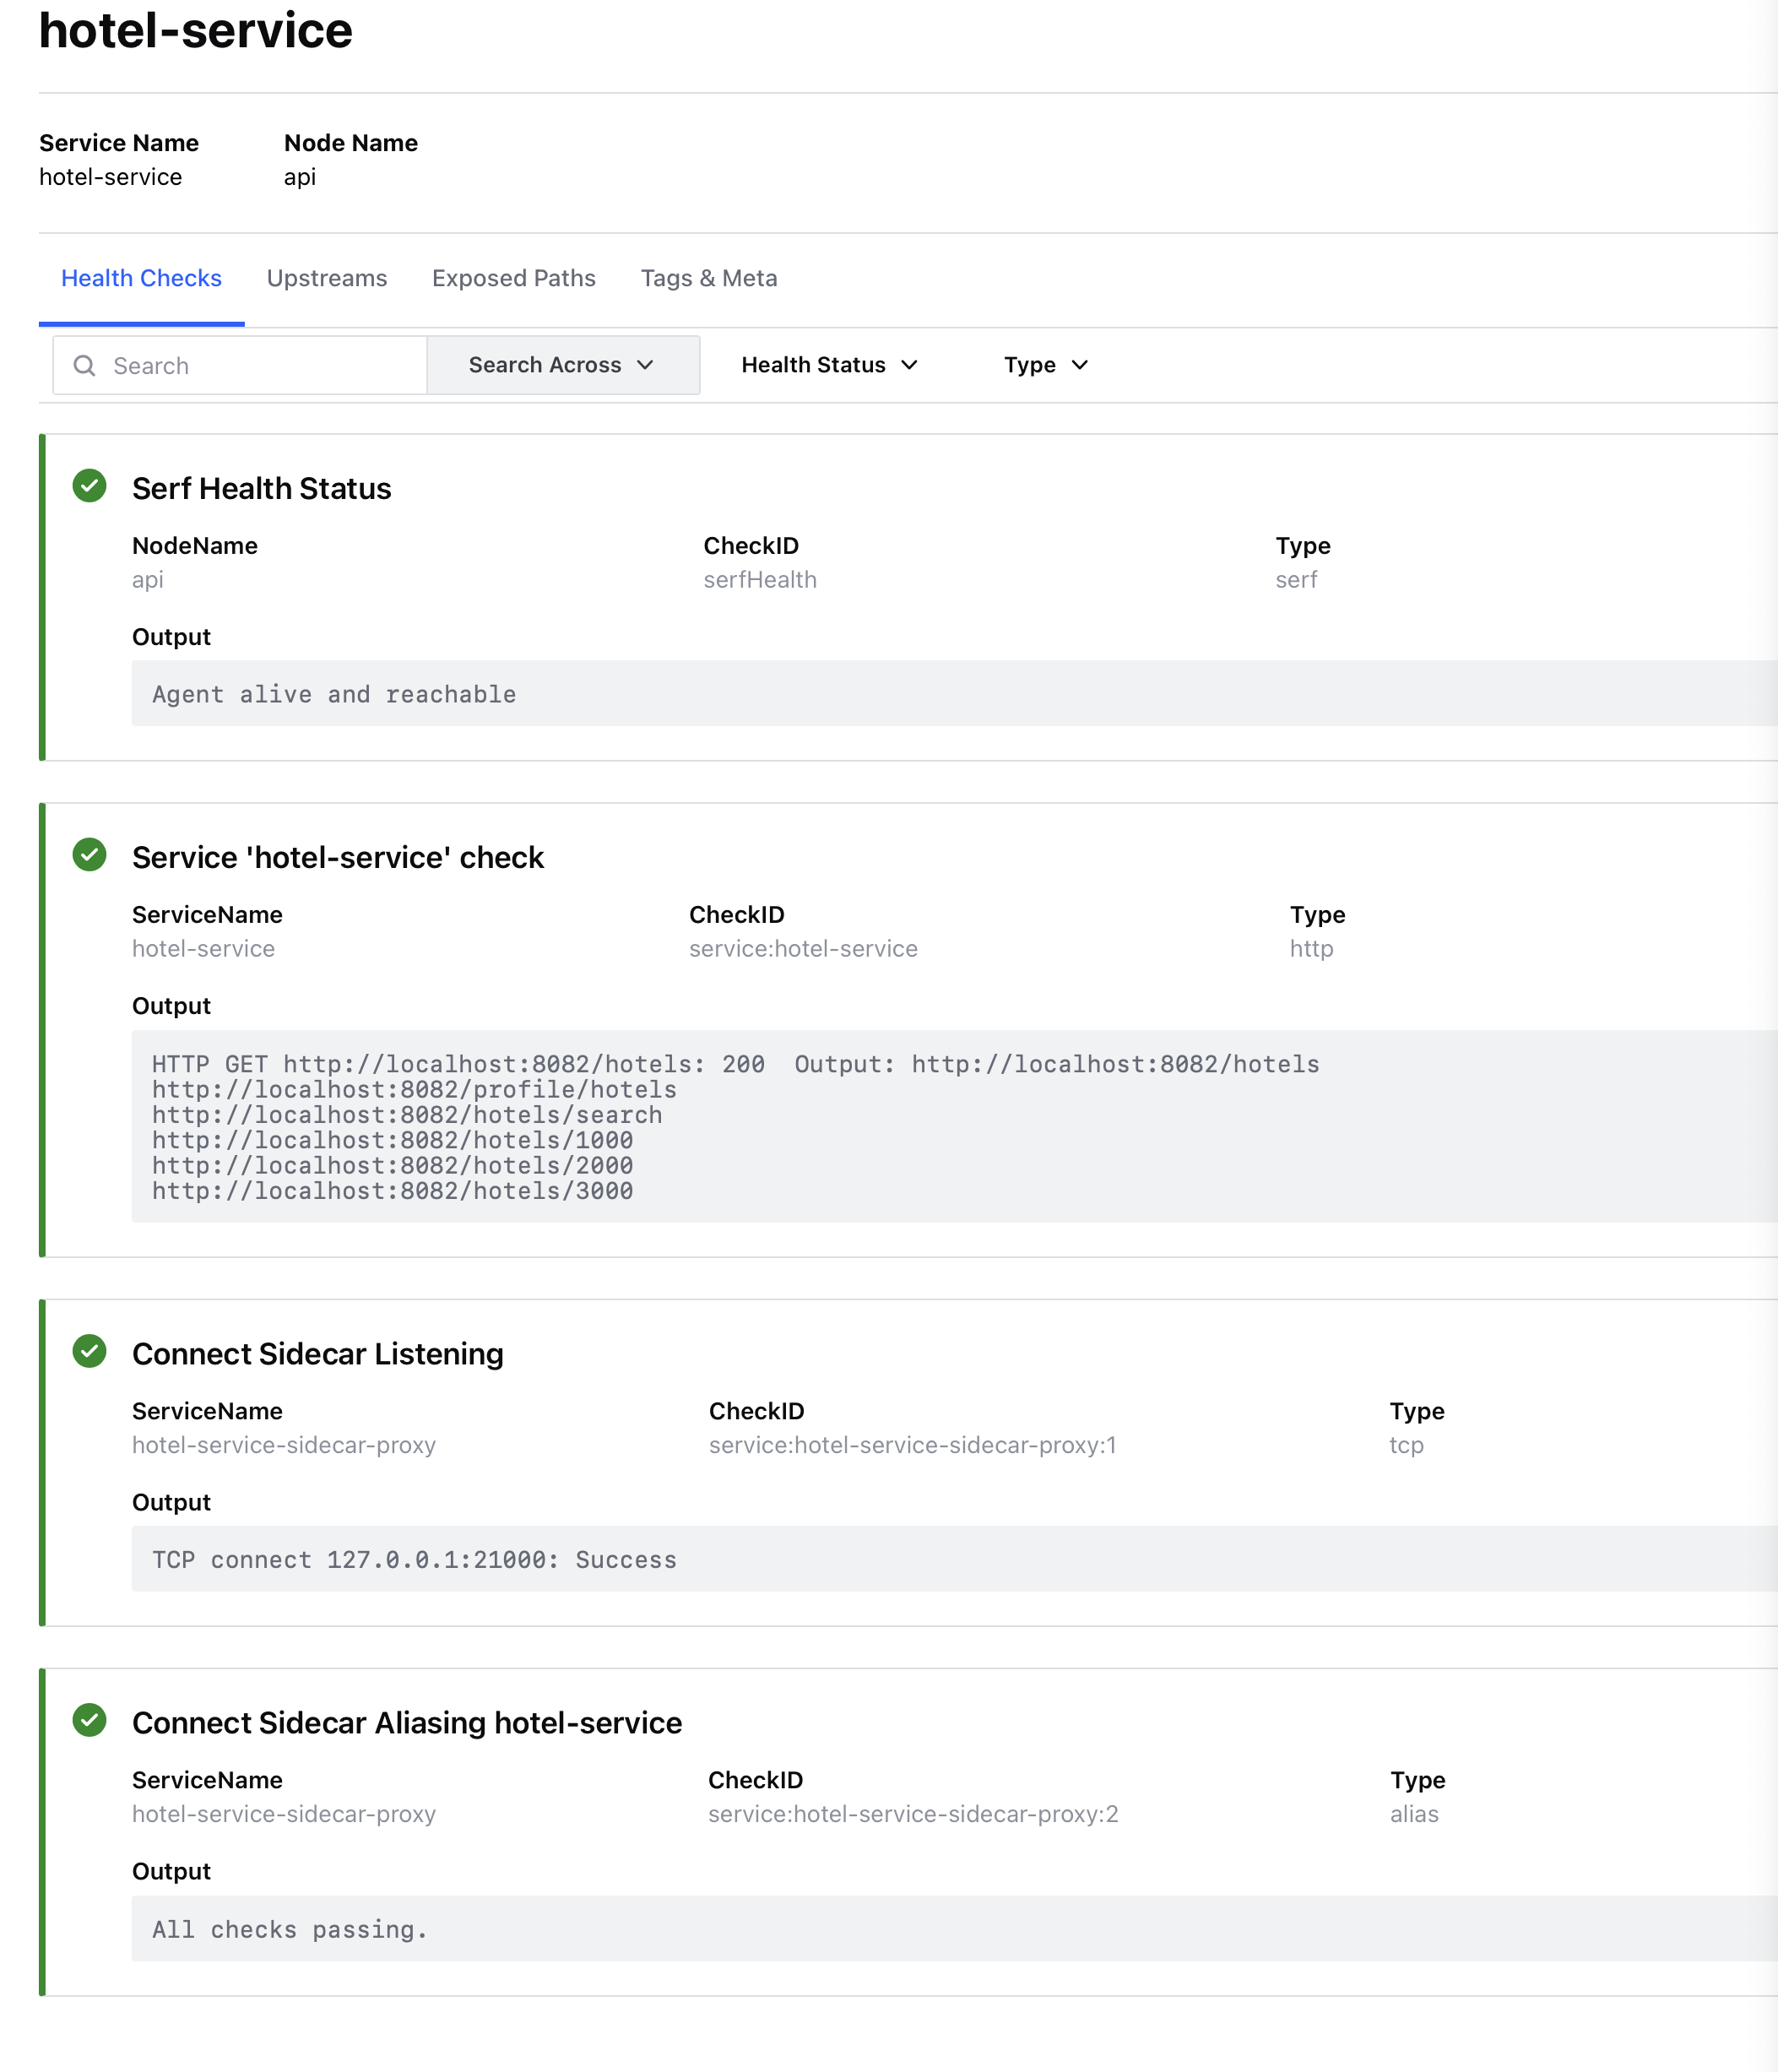 hotel-service
Service Name Node Name
hotel-service api
Health Checks Upstreams Exposed Paths Tags & Meta
Search Search Across Health Status Type
Serf Health Status
NodeName CheckID Type
api serfHealth serf
Output
Agent alive and reachable
Service 'hotel-service' check
ServiceName CheckID Type
hotel-service service:hotel-service http
Output
HTTP GET http://localhost:8082/hotels: 200  Output: http://localhost:8082/hotels
http://localhost:8082/profile/hotels
http://localhost:8082/hotels/search
http://localhost:8082/hotels/1000
http://localhost:8082/hotels/2000
http://localhost:8082/hotels/3000
Connect Sidecar Listening
ServiceName CheckID Type
hotel-service-sidecar-proxy service:hotel-service-sidecar-proxy:1 tcp
Output
TCP connect 127.0.0.1:21000: Success
Connect Sidecar Aliasing hotel-service
ServiceName CheckID Type
hotel-service-sidecar-proxy service:hotel-service-sidecar-proxy:2 alias
Output
All checks passing.